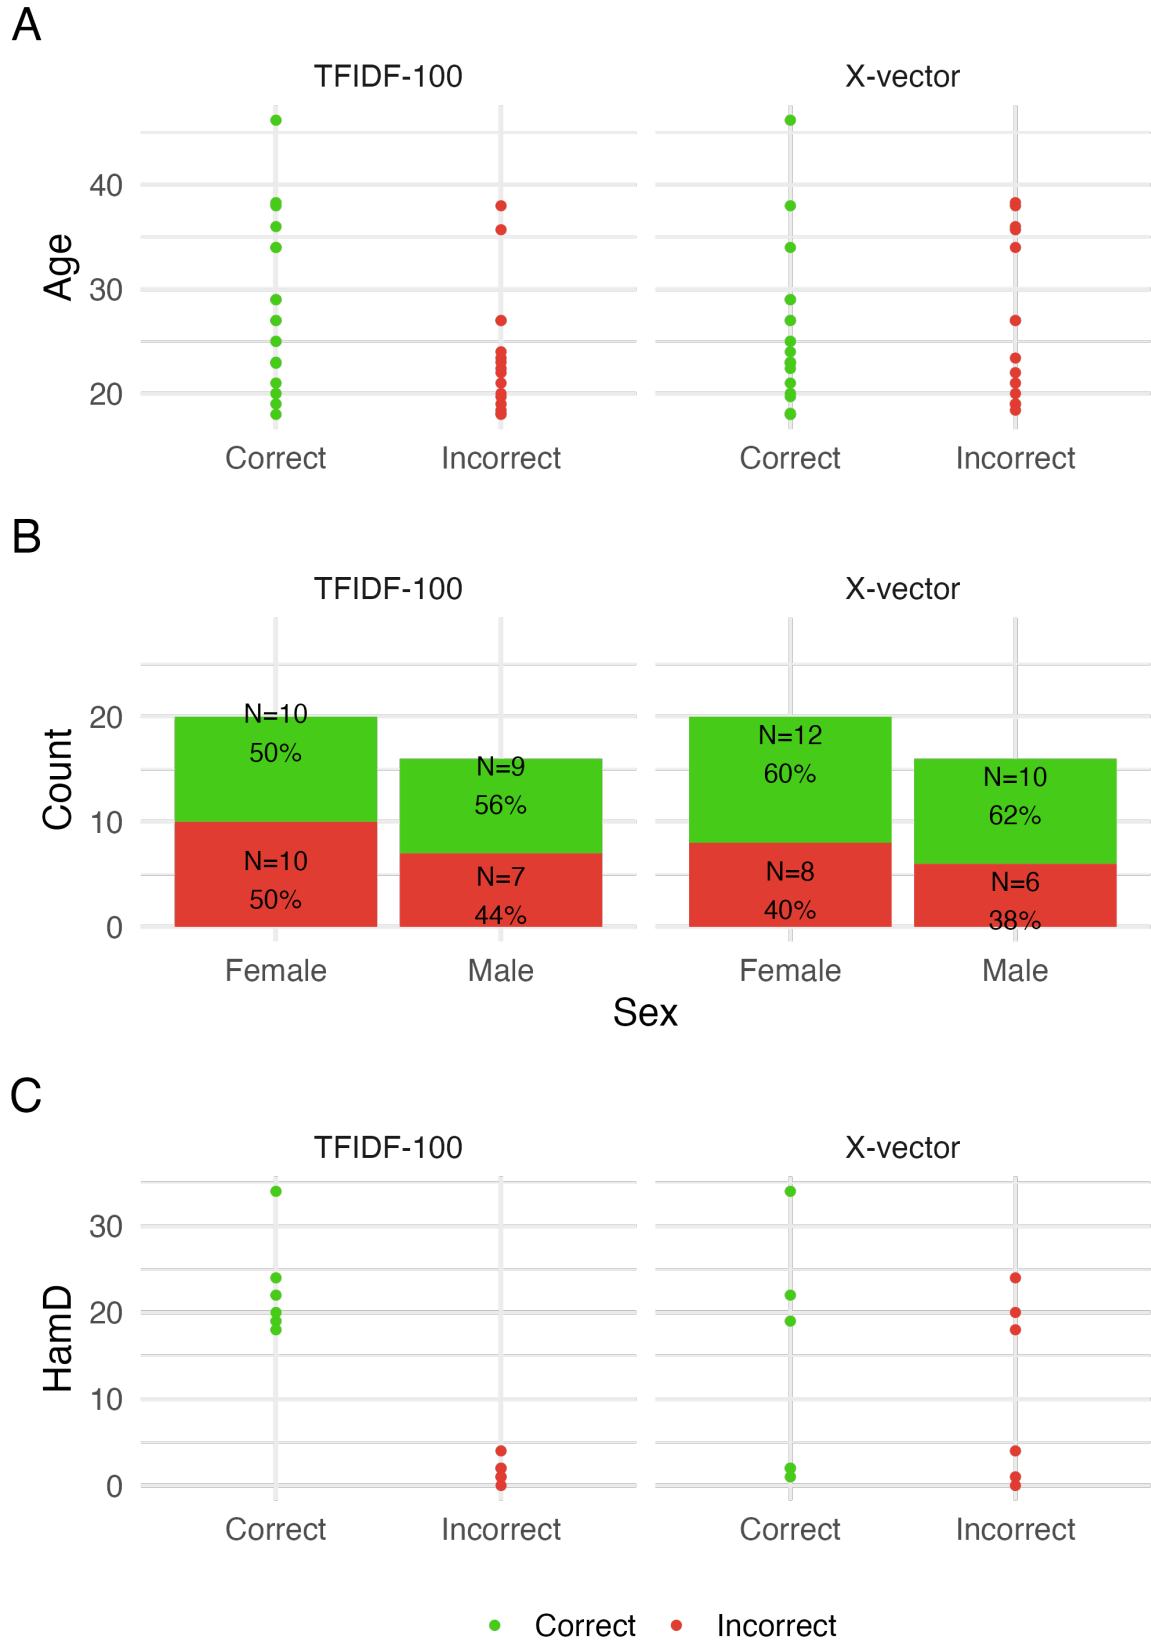 A
TFIDF-100 X-vector
Age
40
30
20
Correct Incorrect Correct Incorrect
B
TFIDF-100 X-vector
Count
20
10
0
N=10
50%
N=10
50%
N=9
56%
N=7
44%
N=12
60%
N=8
40%
N=10
62%
N=6
38%
Female Male Female Male
Sex
C
TFIDF-100 X-vector
HamD
30
20
10
0
Correct Incorrect Correct Incorrect
Correct Incorrect